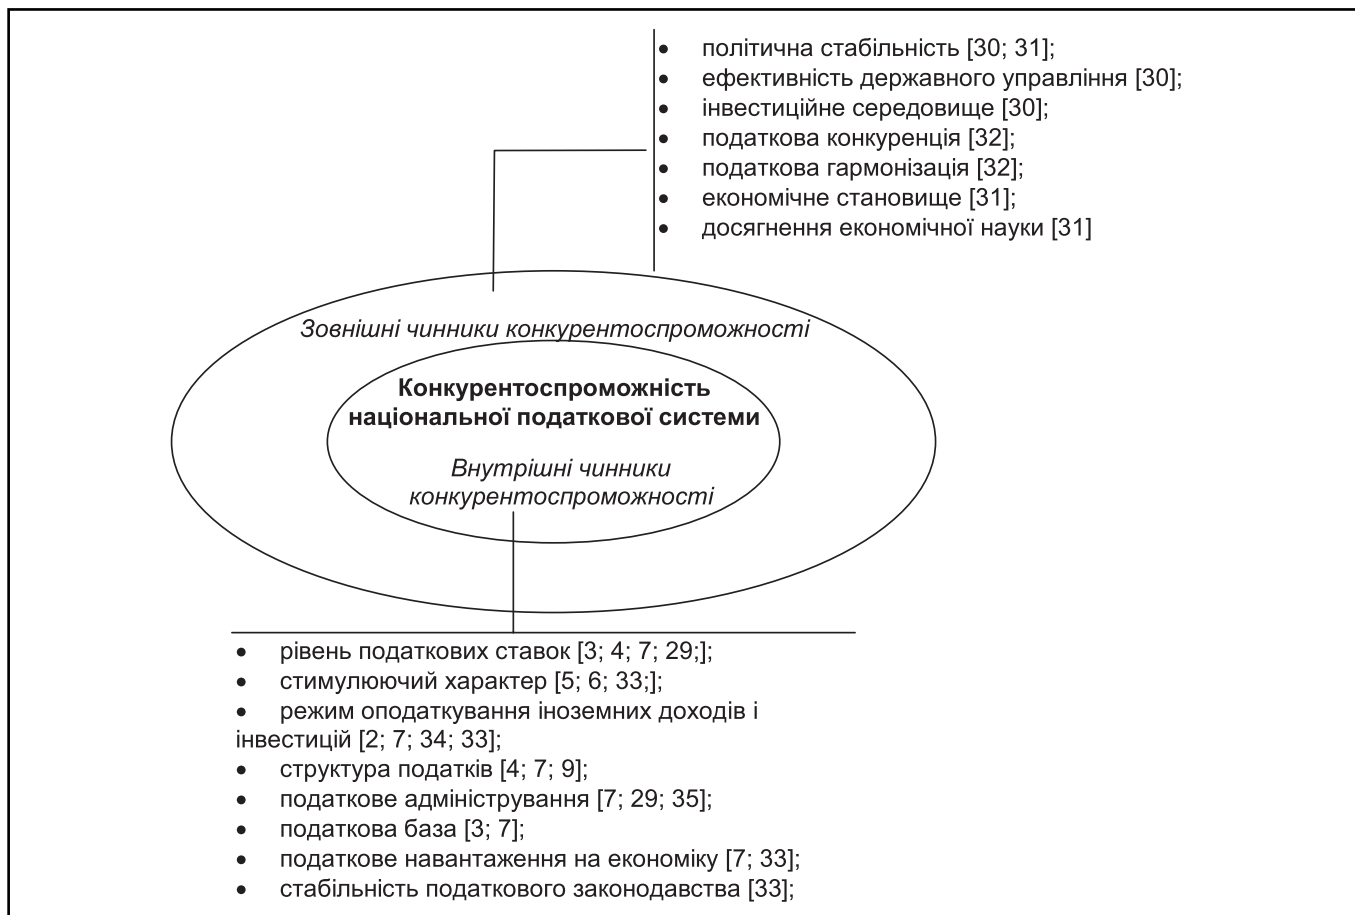 • політична стабільність [30; 31];
• ефективність державного управління [30];
• інвестиційне середовище [30];
• податкова конкуренція [32];
• податкова гармонізація [32];
• економічне становище [31];
• досягнення економічної науки [31]
Зовнішні чинники конкурентоспроможності
Конкурентоспроможність
національної податкової системи
Внутрішні чинники
конкурентоспроможності
• рівень податкових ставок [3; 4; 7; 29;];
• стимулюючий характер [5; 6; 33;];
• режим оподаткування іноземних доходів і
інвестицій [2; 7; 34; 33];
• структура податків [4; 7; 9];
• податкове адміністрування [7; 29; 35];
• податкова база [3; 7];
• податкове навантаження на економіку [7; 33];
• стабільність податкового законодавства [33];